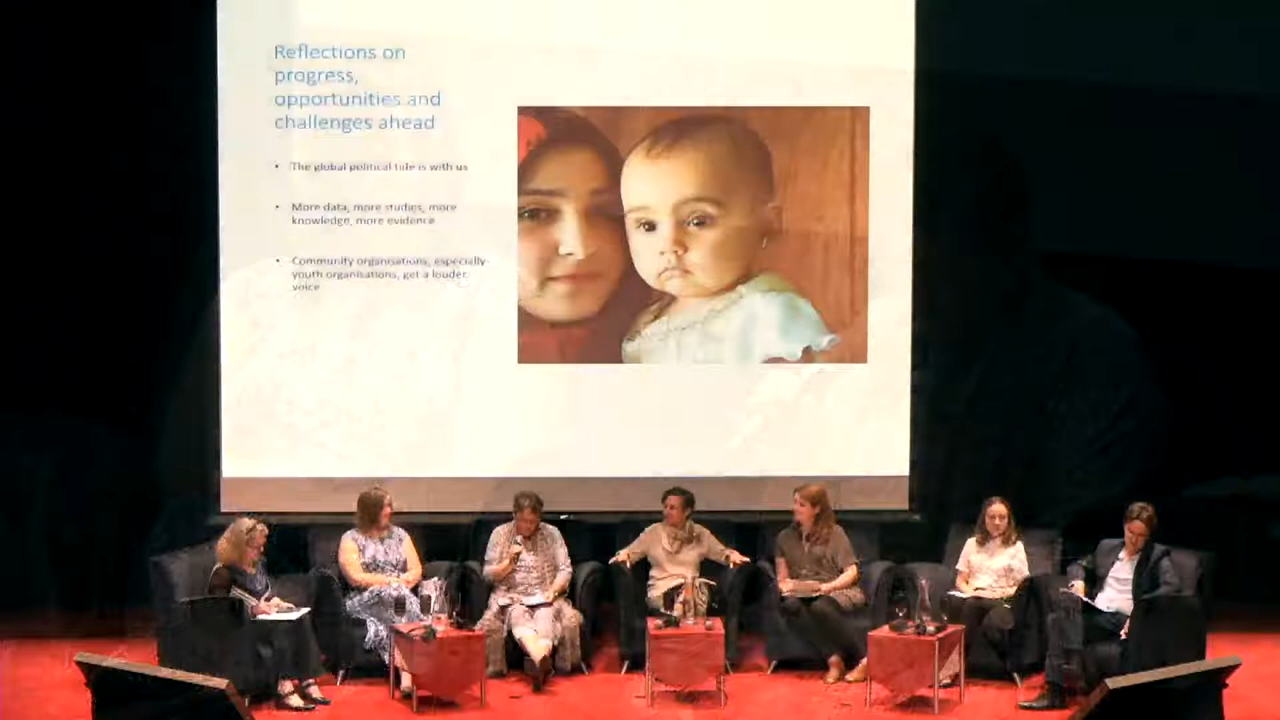 Reflections on
progress,
opportunities and
challenges ahead
• The global political tide is with us
• More data, more studies, more
knowledge, more evidence
• Community organisations, especially
youth organisations, get a louder
voice